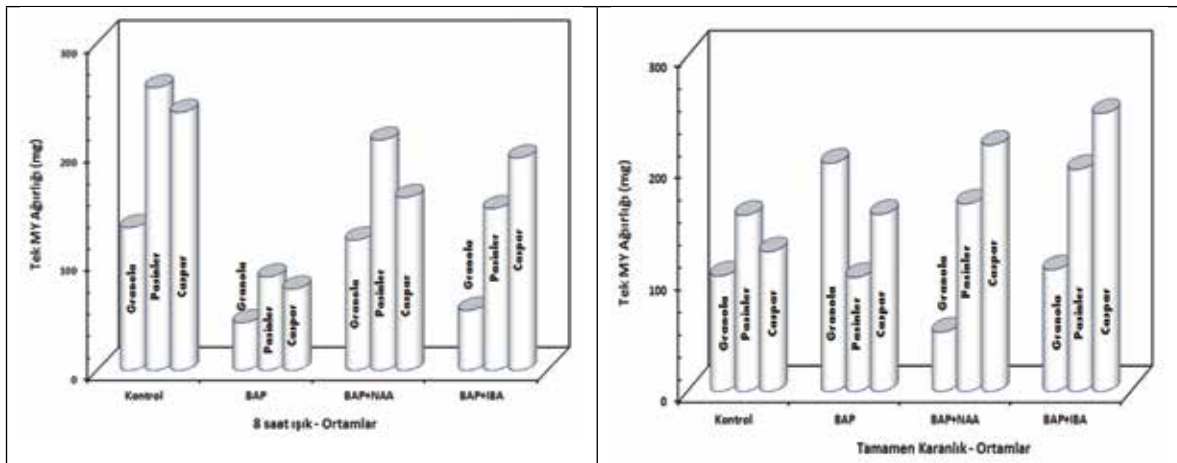 300
200
100
0
Tek MY Ağırlığı (mg)
Granola
Pasinler
Caspar
Granola
Pasinler
Caspar
Granola
Pasinler
Caspar
Granola
Pasinler
Caspar
Kontrol BAP BAP+NAA BAP+IBA
8 saat ışık - Ortamlar
300
200
100
0
Tek MY Ağırlığı (mg)
Granola
Pasinler
Caspar
Granola
Pasinler
Caspar
Granola
Pasinler
Caspar
Granola
Pasinler
Caspar
Kontrol BAP BAP+NAA BAP+IBA
Tamamen Karanlık - Ortamlar